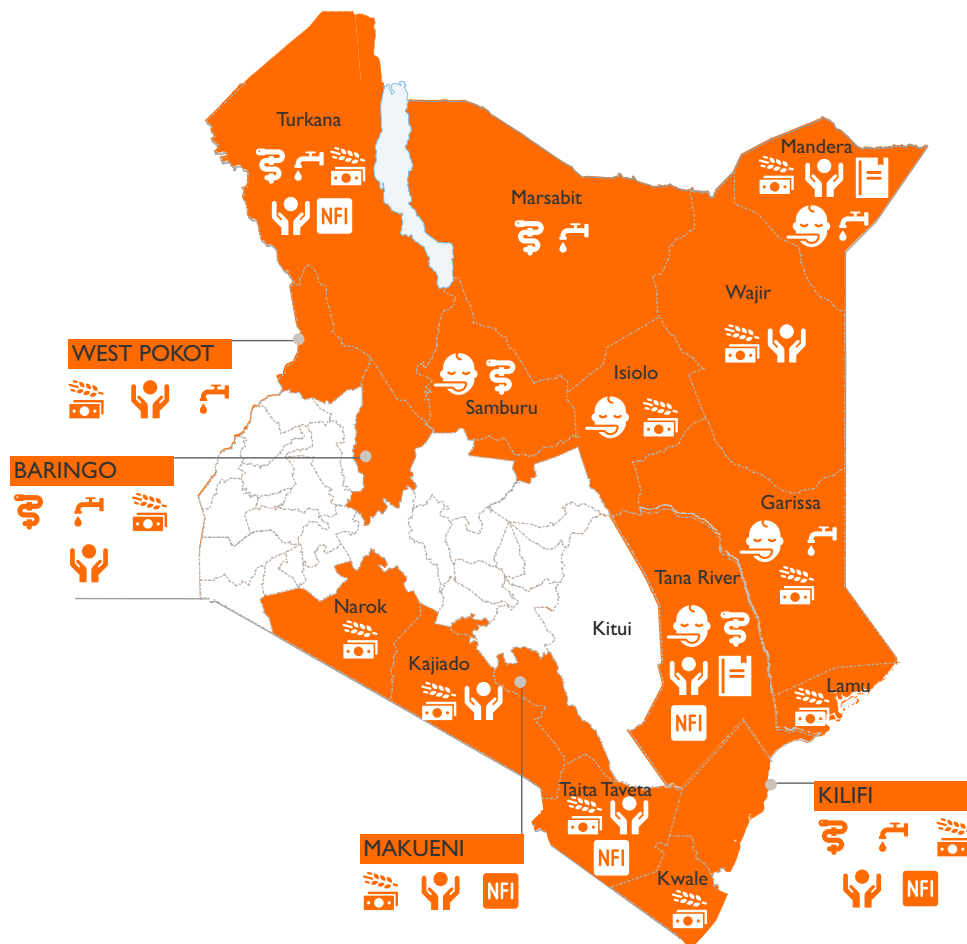 Turkana
Mandera
Marsabit
NFI
Wajir
WEST POKOT
Isiolo
Samburu
BARINGO
Garissa
Tana River
Narok
Kitui
Kajiado
Lamu
NFI
Taita Taveta
KILIFI
MAKUENI
NFI
Kwale
NFI
NFI